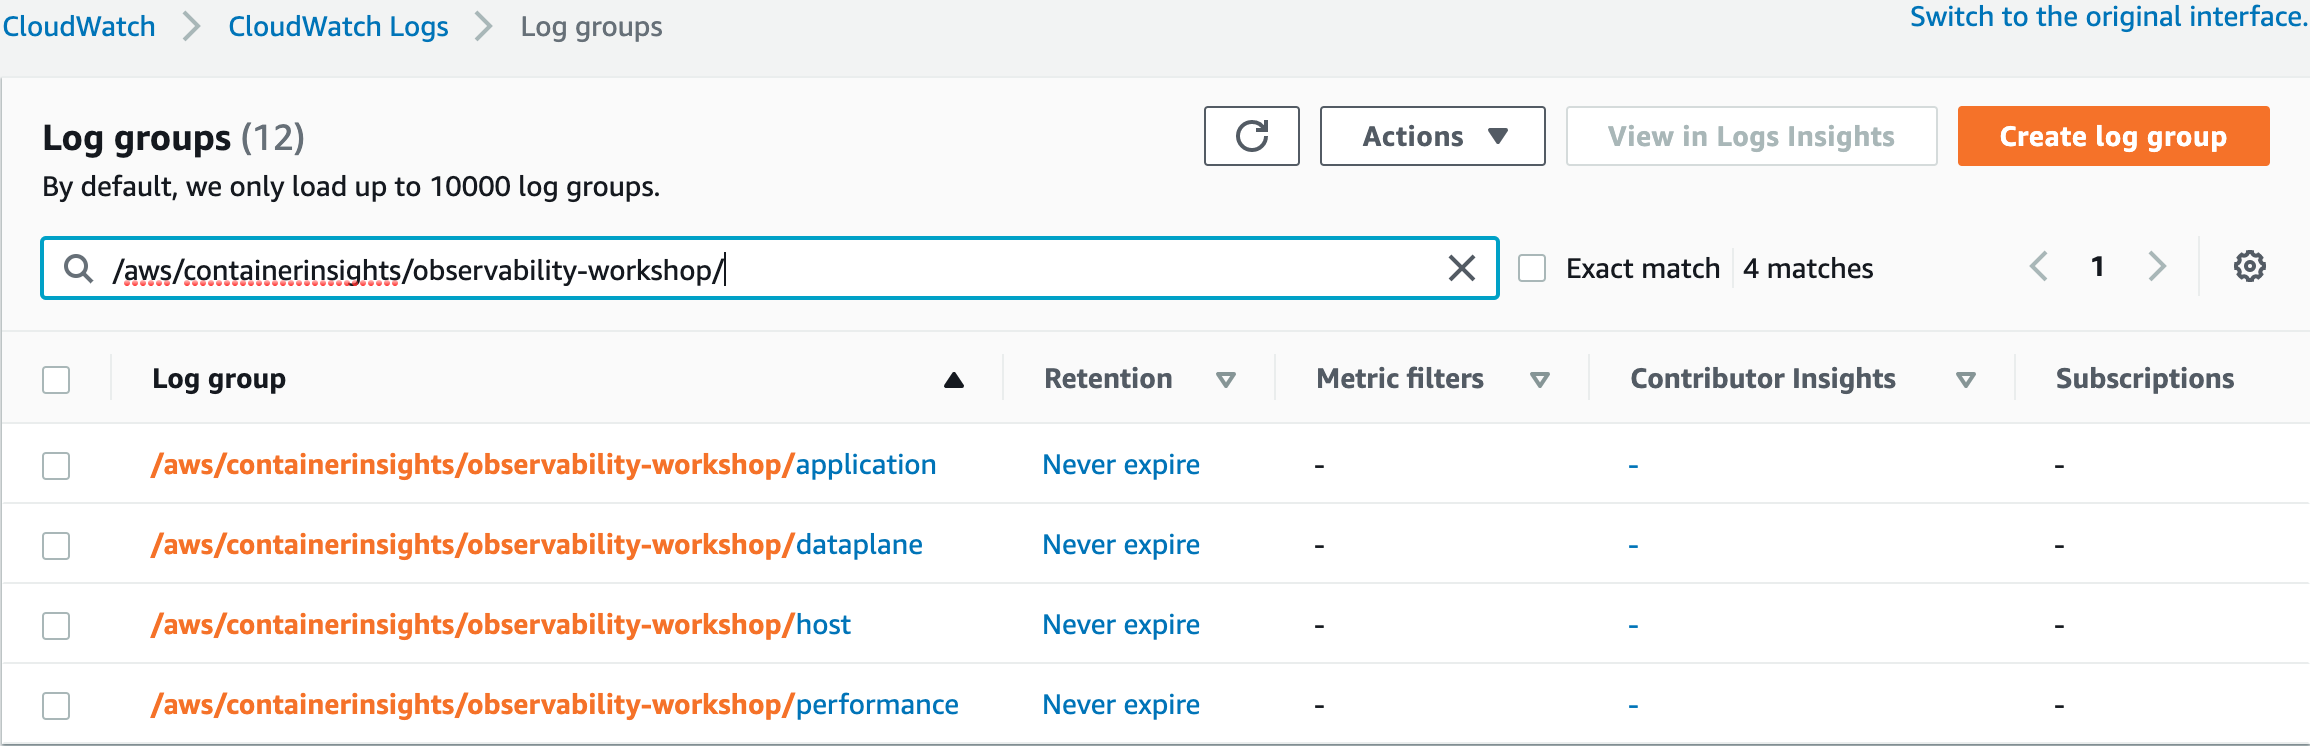 CloudWatch CloudWatch Logs Log groups
Switch to the original interface.
Log groups (12)
By default, we only load up to 10000 log groups.
Actions View in Logs Insights Create log group
/aws/containerinsights/observability-workshop/ Exact match 4 matches 1
Log group Retention Metric filters Contributor Insights Subscriptions
/aws/containerinsights/observability-workshop/application Never expire - - -
/aws/containerinsights/observability-workshop/dataplane Never expire - - -
/aws/containerinsights/observability-workshop/host Never expire - - -
/aws/containerinsights/observability-workshop/performance Never expire - - -